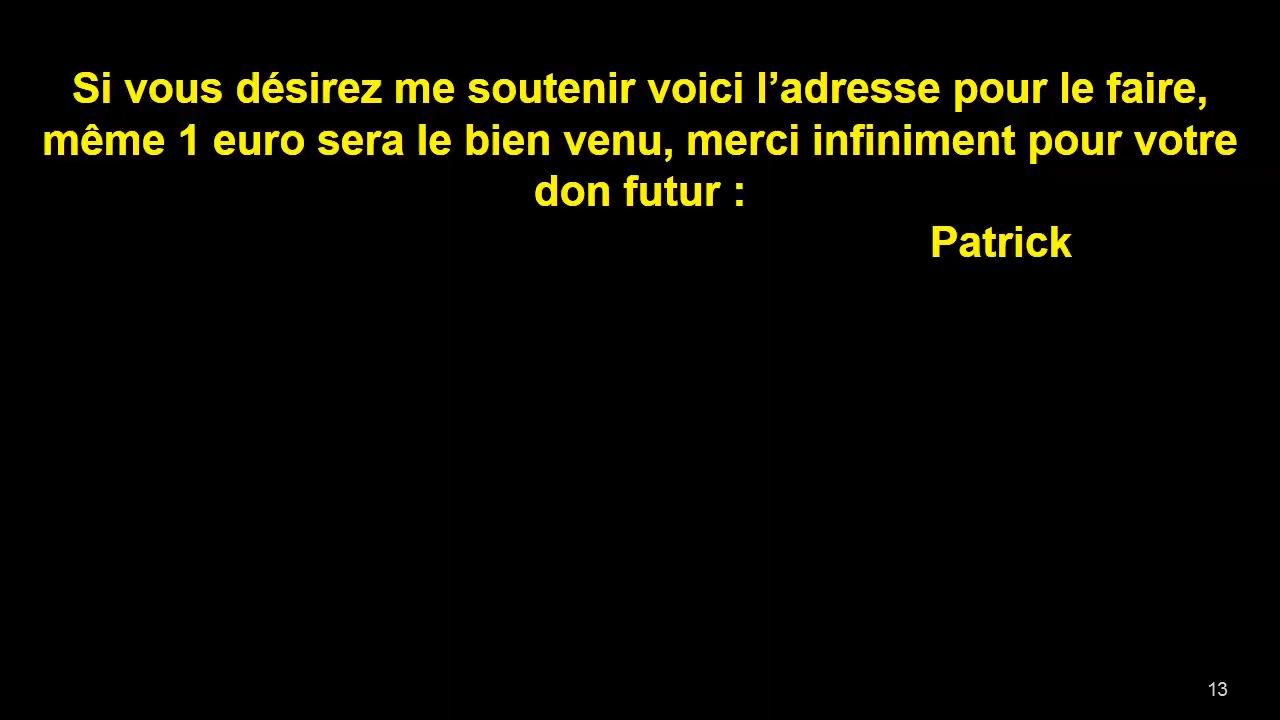 Si vous désirez me soutenir voici l’adresse pour le faire,
même 1 euro sera le bien venu, merci infiniment pour votre
don futur :
Patrick
13